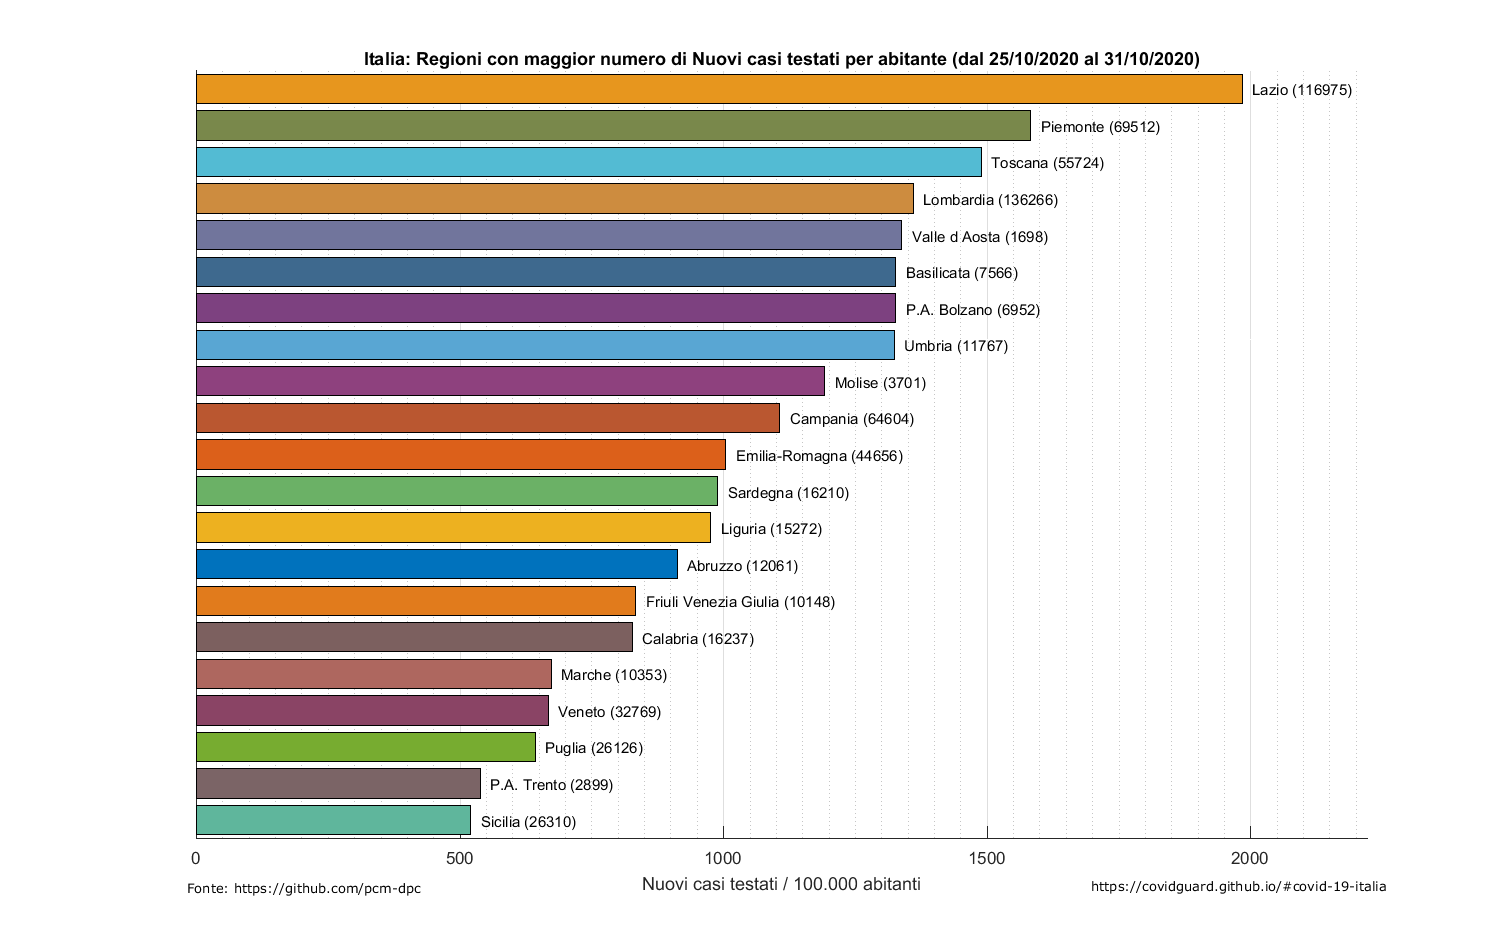 Italia: Regioni con maggior numero di Nuovi casi testati per abitante (dal 25/10/2020 al 31/10/2020)
Lazio (116975)
Piemonte (69512)
Toscana (55724)
Lombardia (136266)
Valle d Aosta (1698)
Basilicata (7566)
P.A. Bolzano (6952)
Umbria (11767)
Molise (3701)
Campania (64604)
Emilia-Romagna (44656)
Sardegna (16210)
Liguria (15272)
Abruzzo (12061)
Friuli Venezia Giulia (10148)
Calabria (16237)
Marche (10353)
Veneto (32769)
Puglia (26126)
P.A. Trento (2899)
Sicilia (26310)
0 500 1000 1500 2000
Nuovi casi testati / 100.000 abitanti
Fonte: https://github.com/pcm-dpc
https://covidguard.github.io/#covid-19-italia